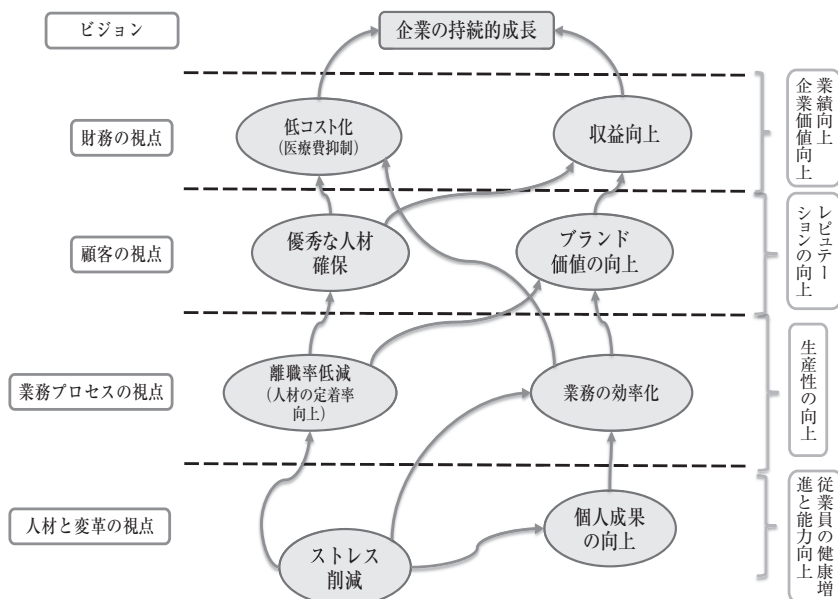 ビジョン
企業の持続的成長
財務の視点
低コスト化
(医療費抑制)
収益向上
業績向上
企業価値向上
顧客の視点
優秀な人材
確保
ブランド
価値の向上
レピュテー
ションの向上
業務プロセスの視点
離職率低減
(人材の定着率
向上)
業務の効率化
生産性の向上
人材と変革の視点
ストレス
削減
個人成果
の向上
従業員の健康増
進と能力向上